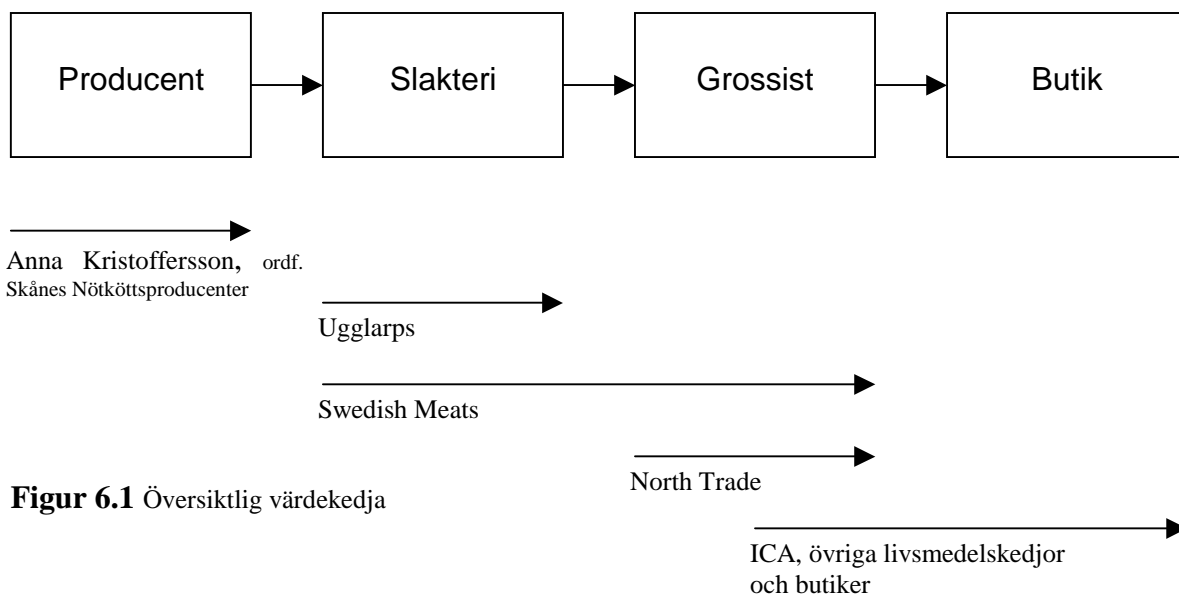 Producent
Slakteri
Grossist
Butik
Anna Kristoffersson, ordf.
Skånes Nötköttsproducenter
Ugglarps
Swedish Meats
North Trade
Figur 6.1 Översiktlig värdekedja
ICA, övriga livsmedelskedjor
och butiker